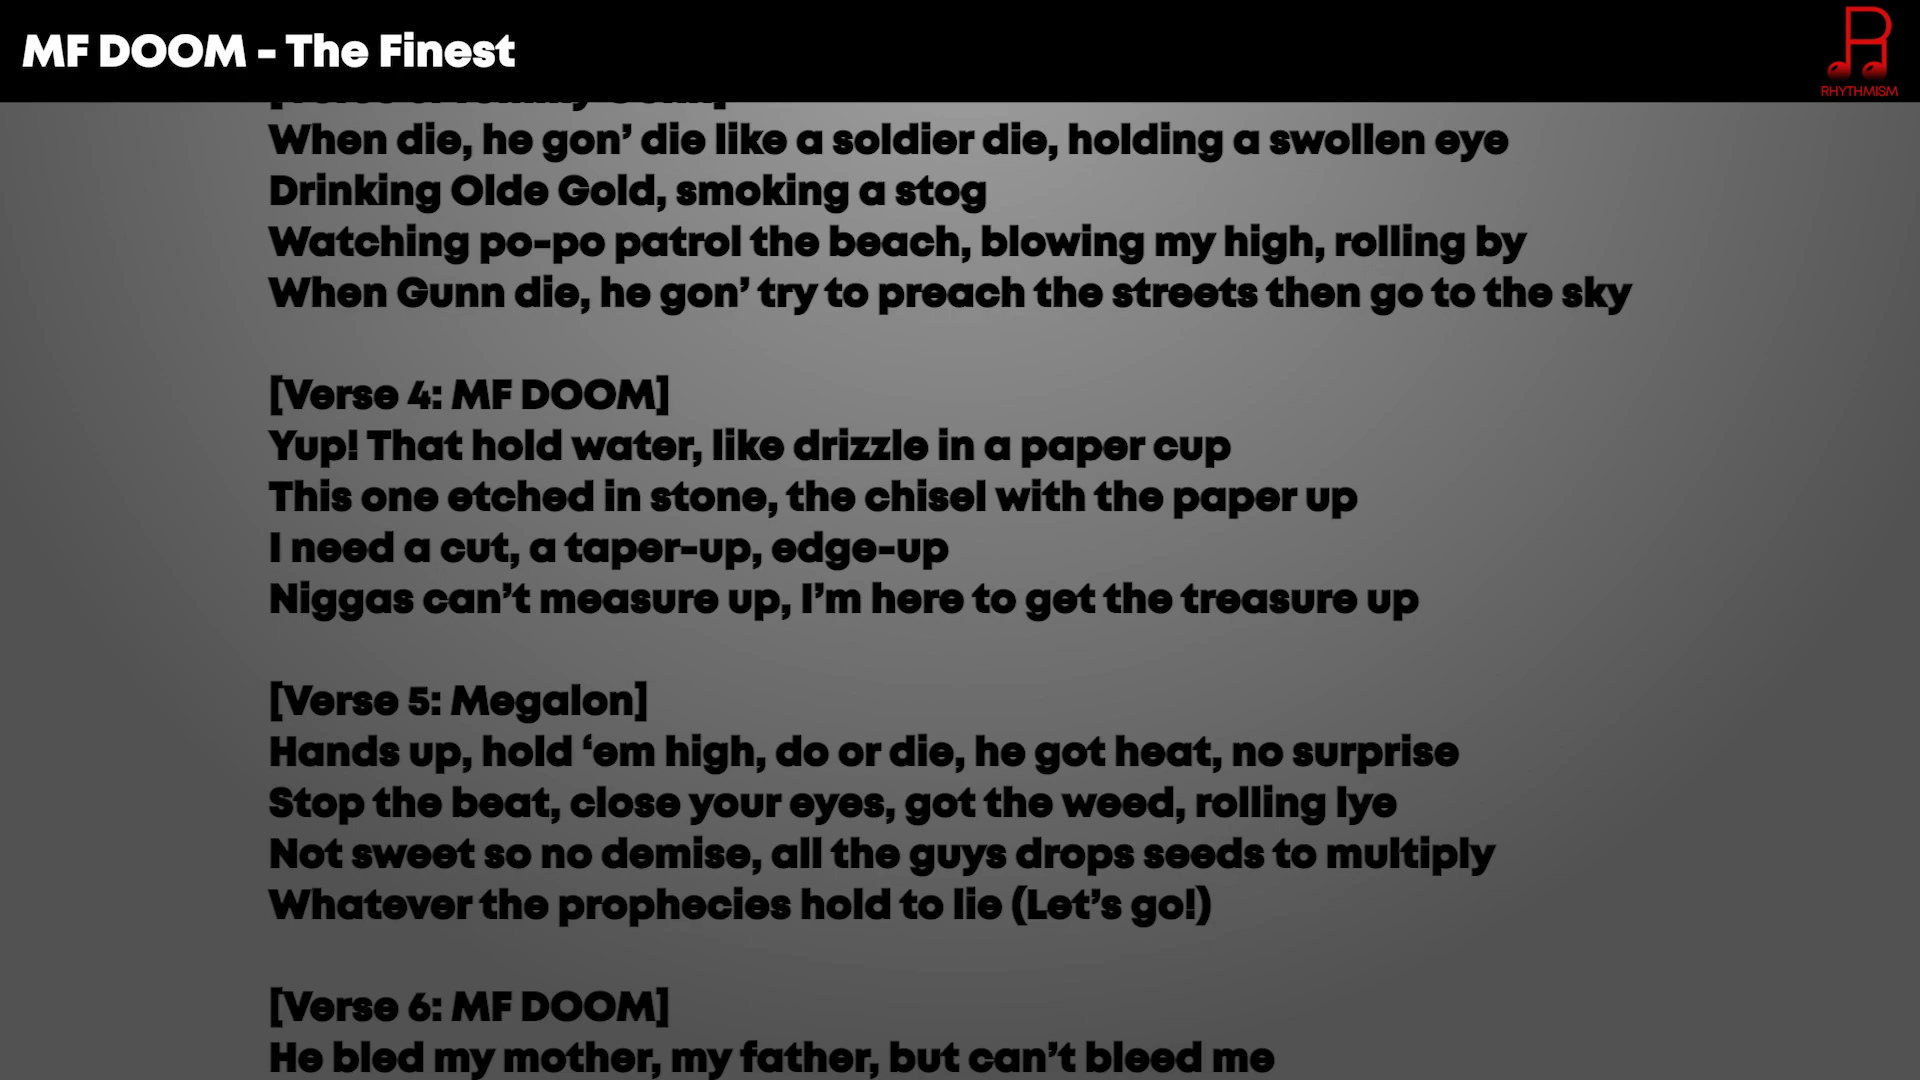 MF DOOM - The Finest
RHYTHMISM
When die, he gon’ die like a soldier die, holding a swollen eye
Drinking Olde Gold, smoking a stog
Watching po-po patrol the beach, blowing my high, rolling by
When Gunn die, he gon’ try to preach the streets then go to the sky
[Verse 4: MF DOOM]
Yup! That hold water, like drizzle in a paper cup
This one etched in stone, the chisel with the paper up
I need a cut, a taper-up, edge-up
Niggas can’t measure up, I’m here to get the treasure up
[Verse 5: Megalon]
Hands up, hold ‘em high, do or die, he got heat, no surprise
Stop the beat, close your eyes, got the weed, rolling lye
Not sweet so no demise, all the guys drops seeds to multiply
Whatever the prophecies hold to lie (Let’s go!)
[Verse 6: MF DOOM]
He bled my mother, my father, but can’t bleed me